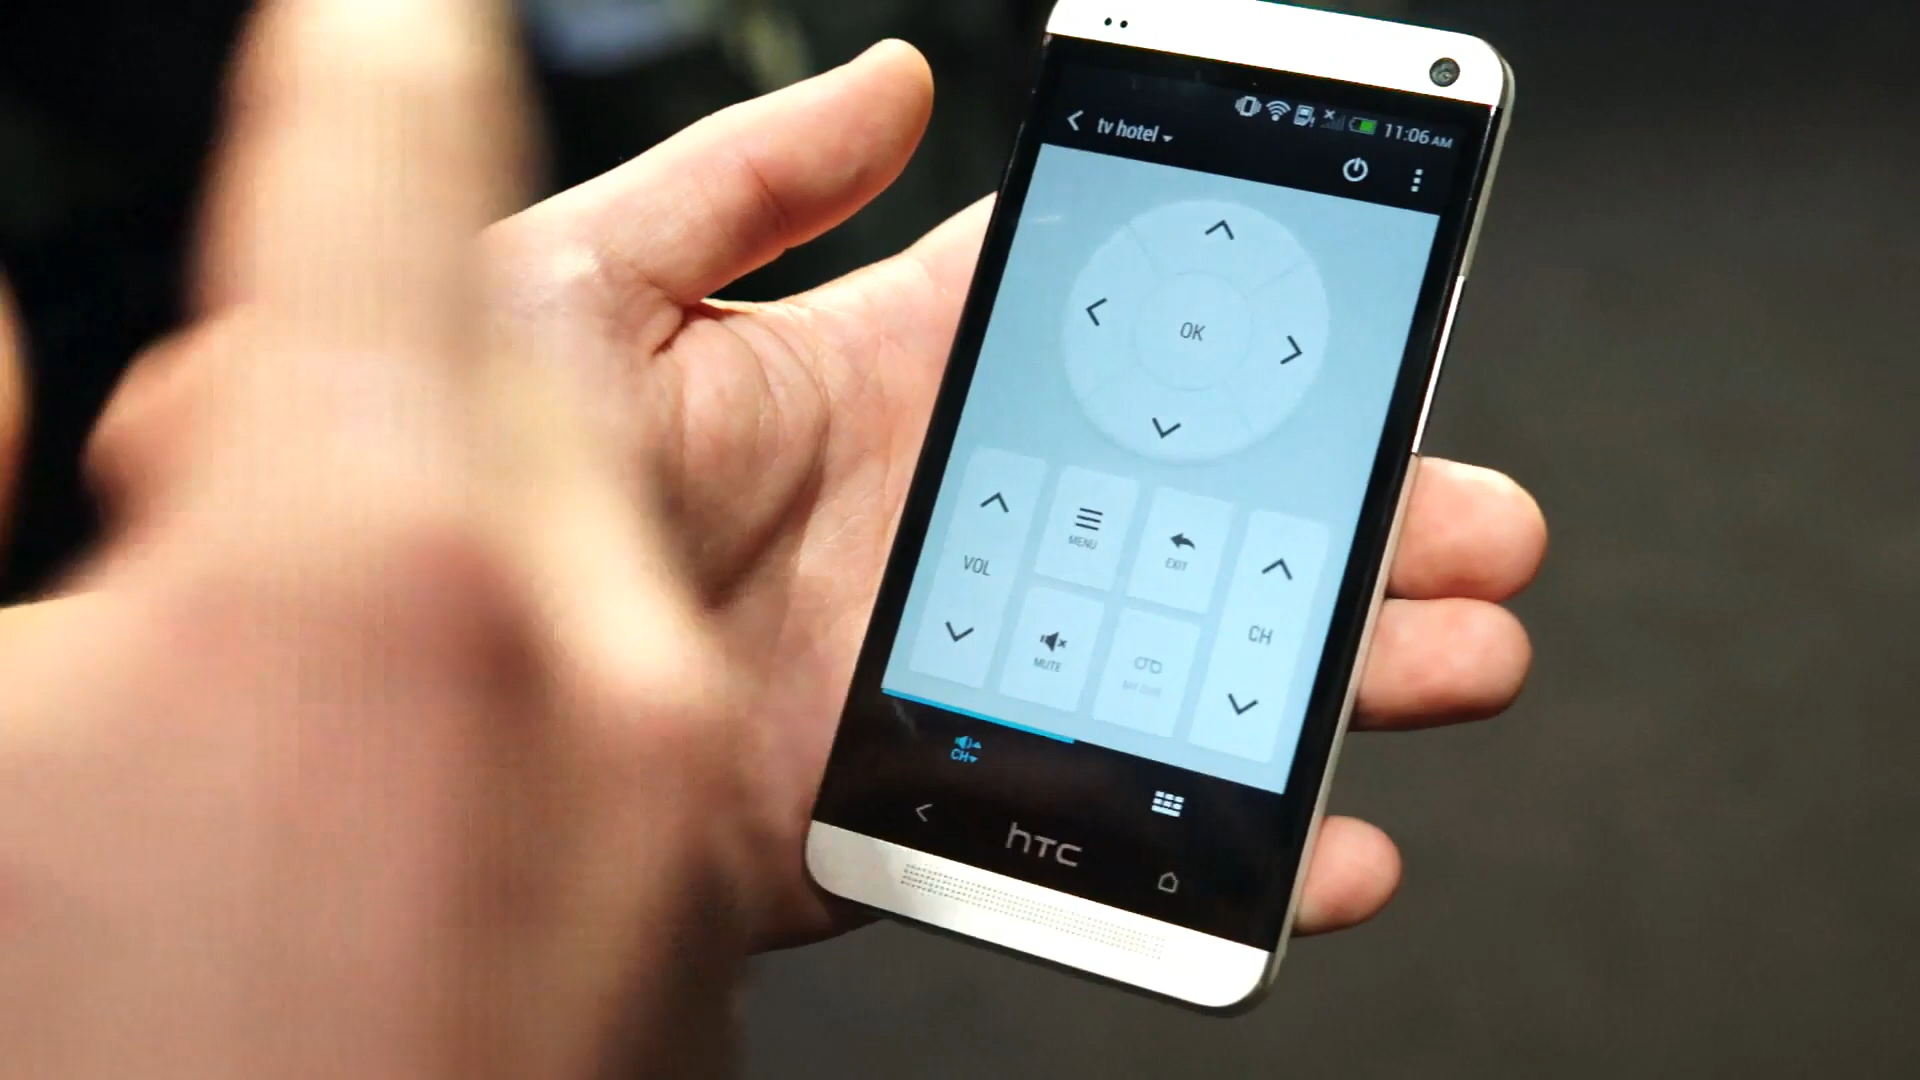 11:06 AM
tv hotel
OK
MENU
EXIT
VOL
CH
MUTE
CH
hTC